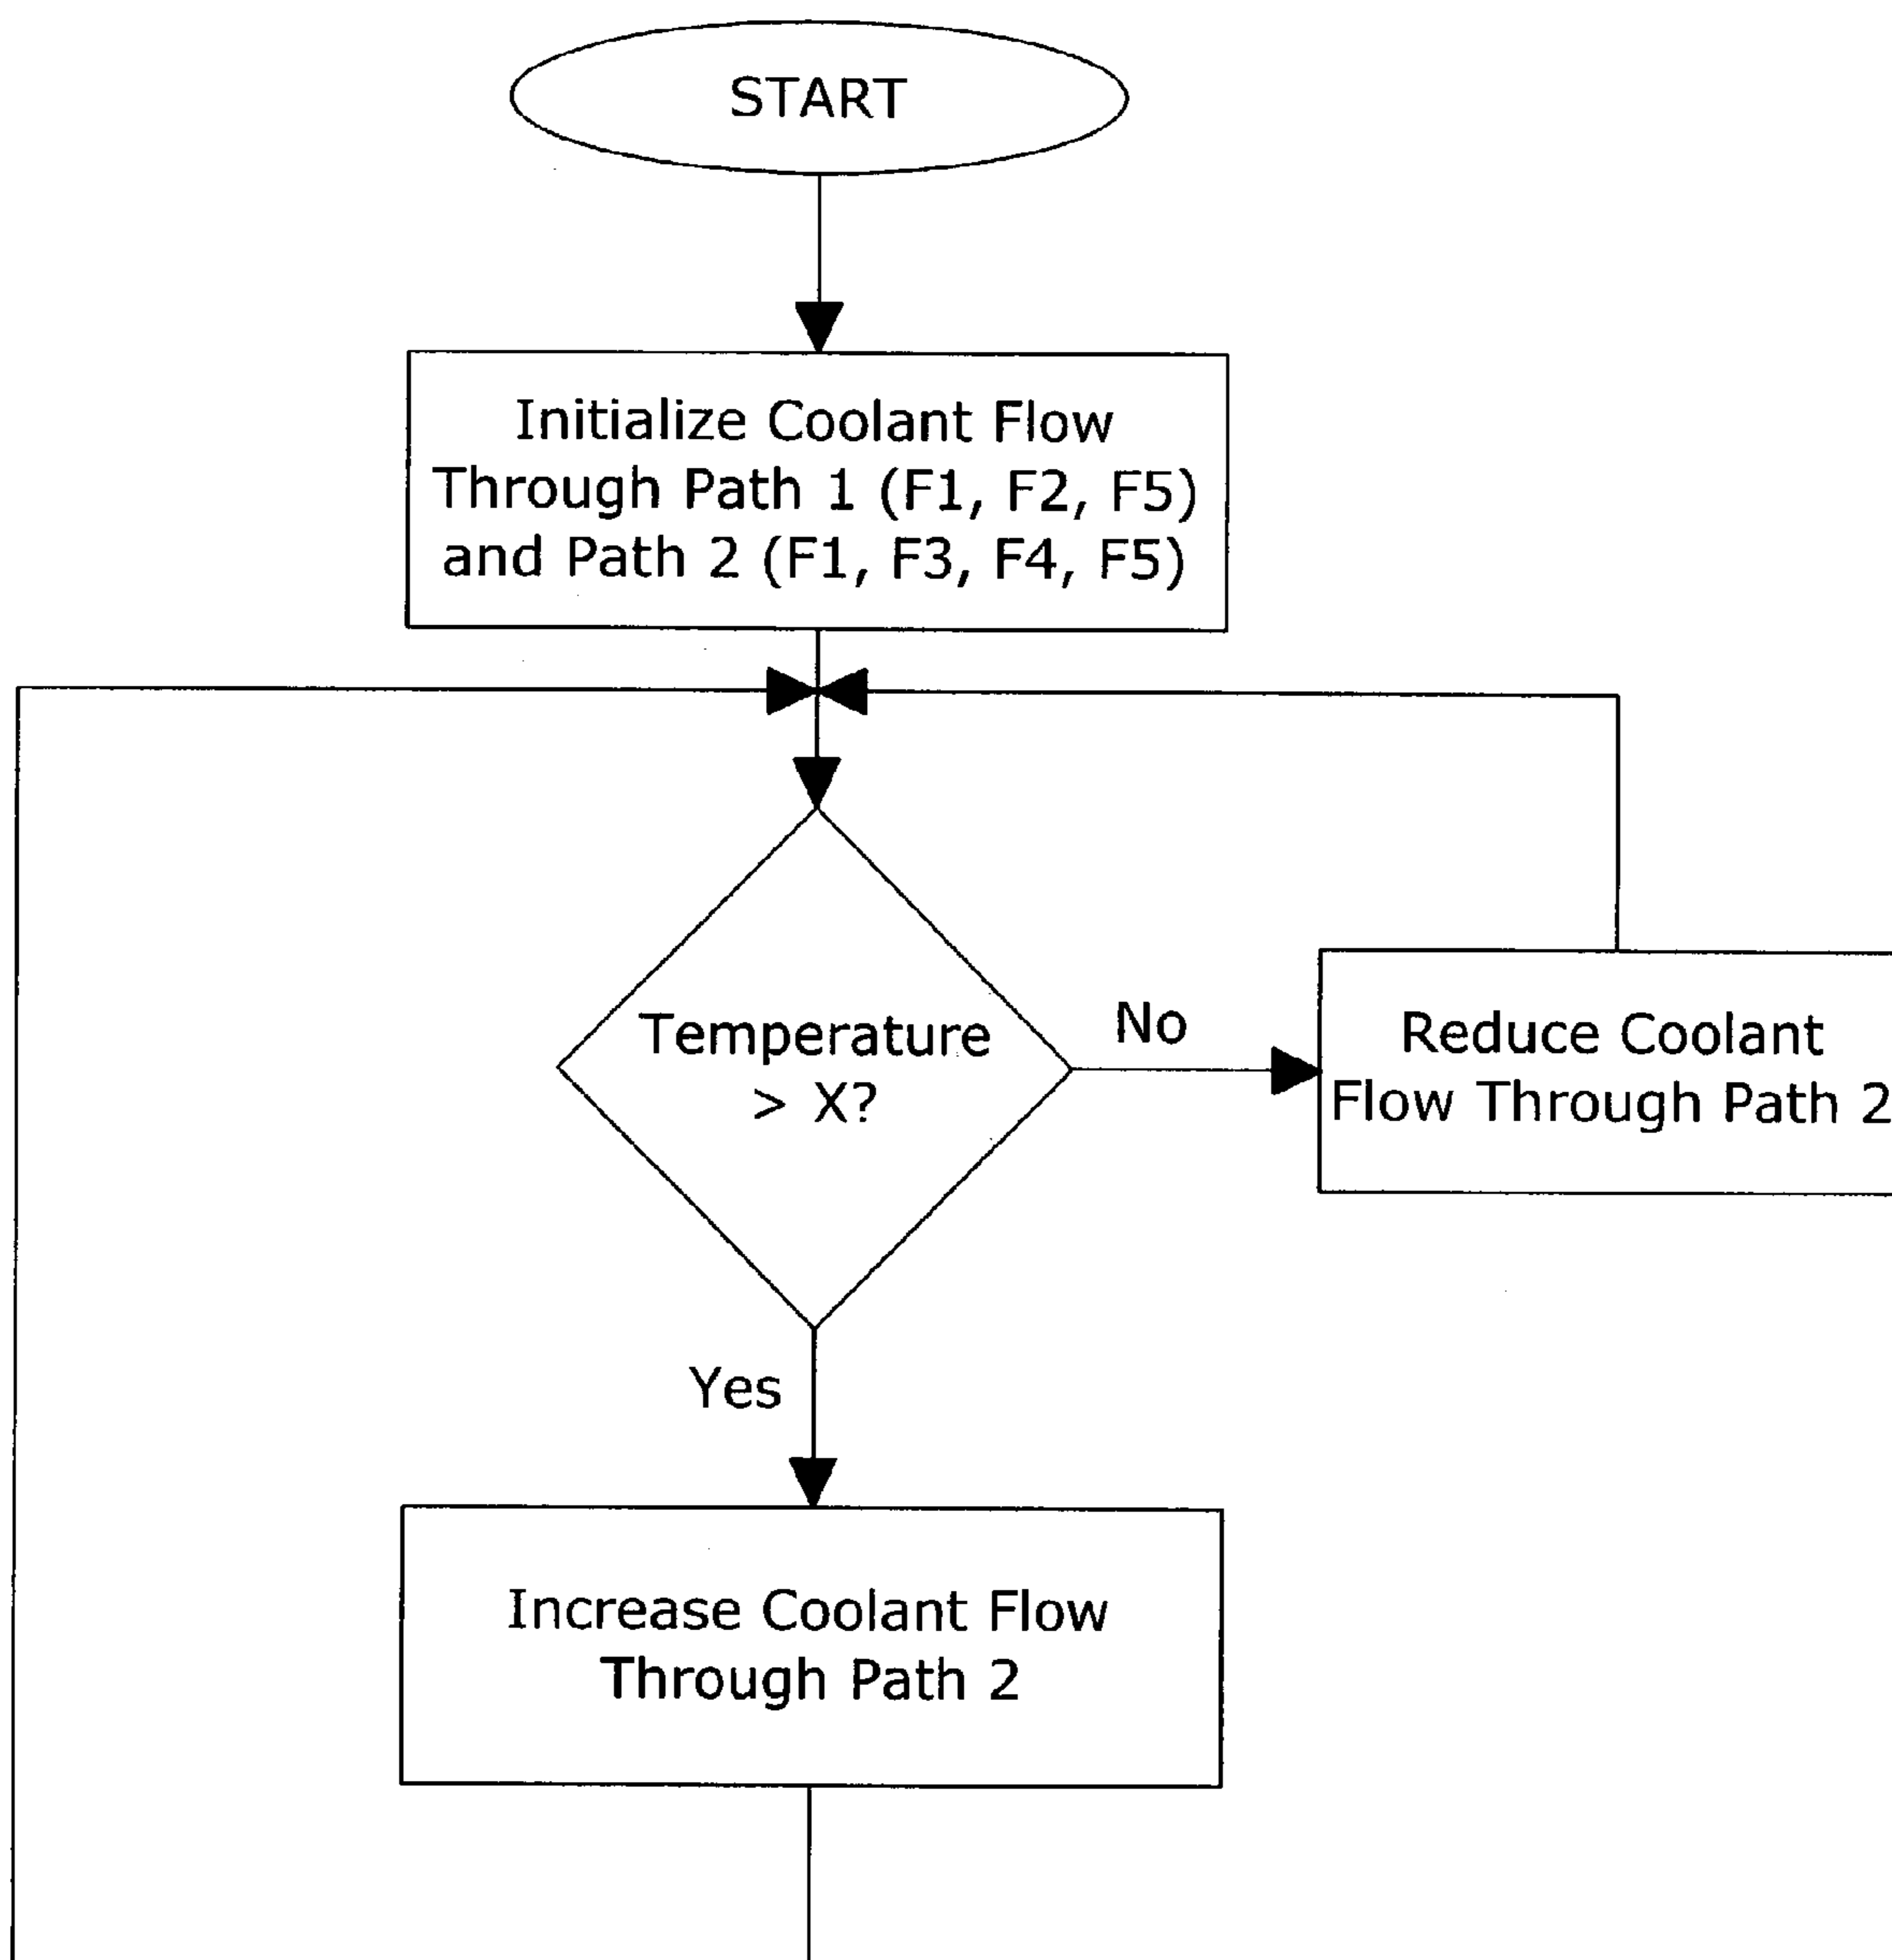 START
Initialize Coolant Flow
Through Path 1 (F1, F2, F5)
and Path 2 (F1, F3, F4, F5)
Temperature
> X?
No
Reduce Coolant
Flow Through Path 2
Yes
Increase Coolant Flow
Through Path 2